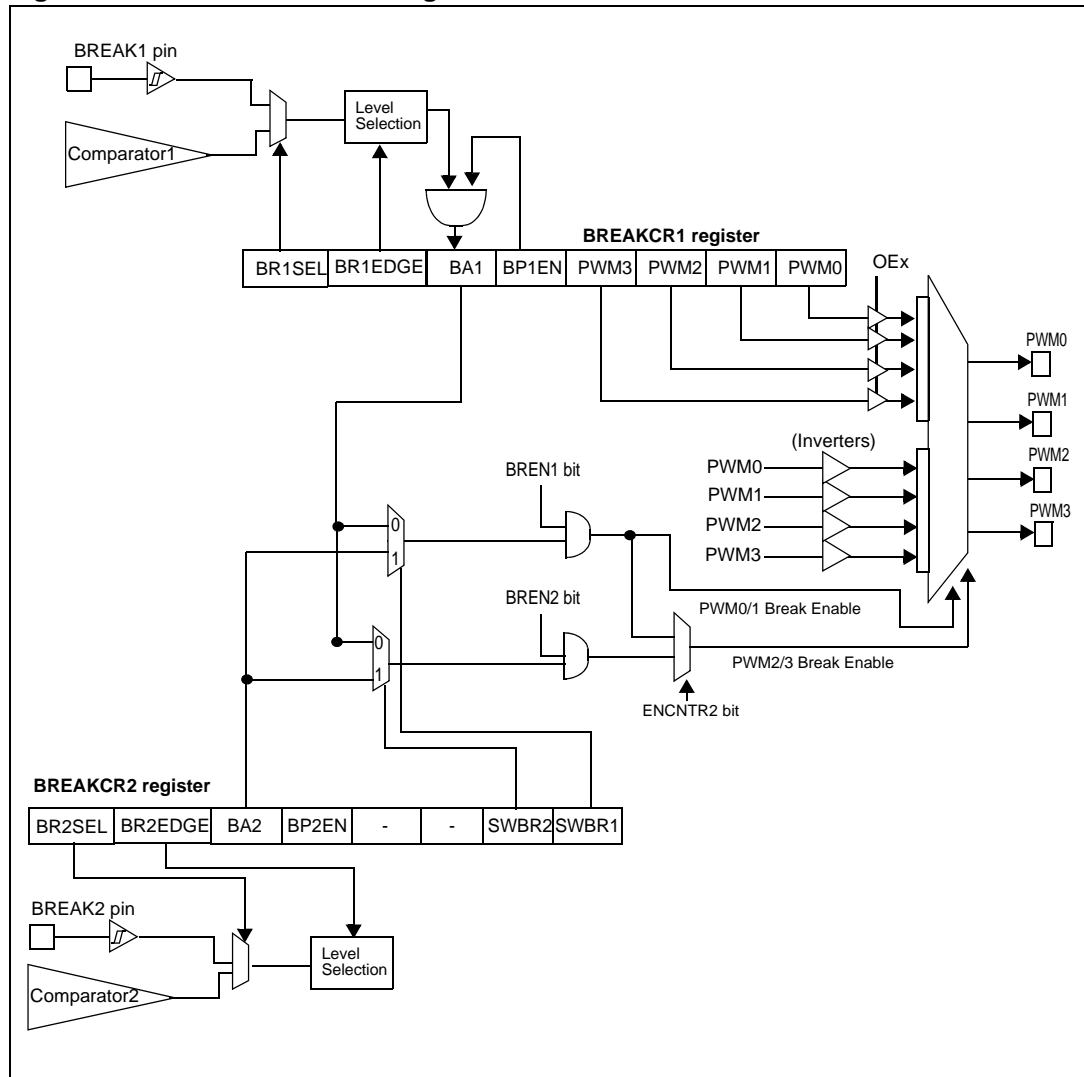 BREAK1 pin
Level
Selection
Comparator1
BREAKCR1 register
BR1SEL BR1EDGE BA1 BP1EN PWM3 PWM2 PWM1 PWM0
OEx
PWM0
PWM1
PWM2
PWM3
(Inverters)
PWM0
PWM1
PWM2
PWM3
BREN1 bit
0
1
PWM0/1 Break Enable
BREN2 bit
0
1
PWM2/3 Break Enable
ENCNTR2 bit
BREAKCR2 register
BR2SEL BR2EDGE BA2 BP2EN - - SWBR2 SWBR1
BREAK2 pin
Level
Selection
Comparator2